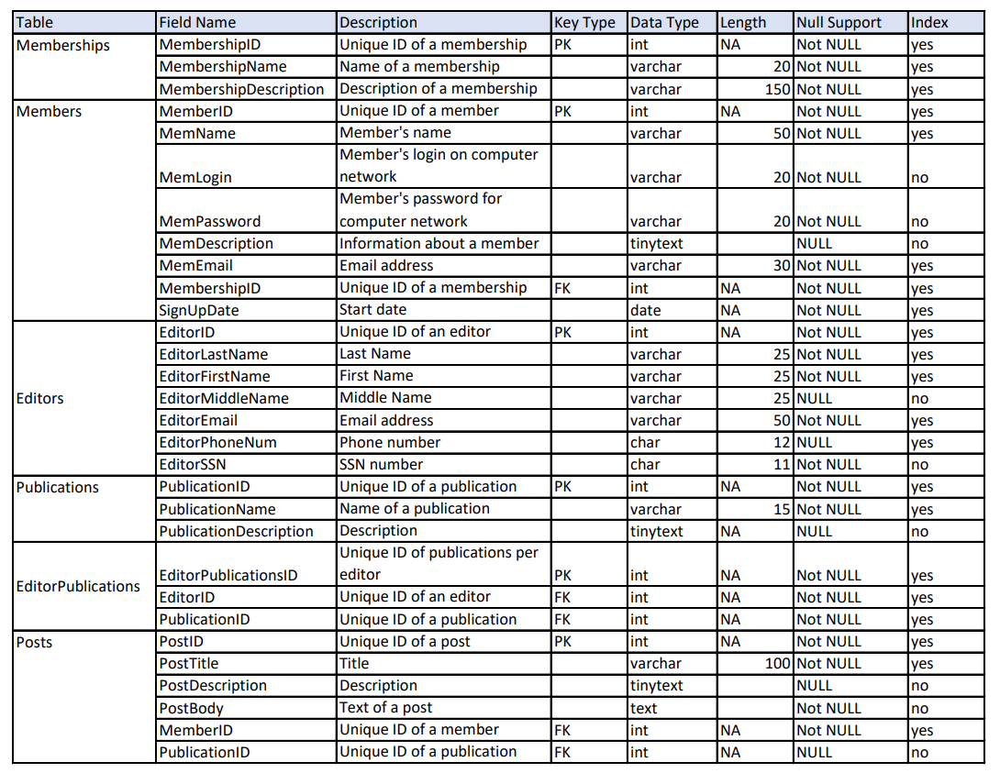 Table Field Name Description Key Type Data Type Length Null Support Index
Memberships MembershipID Unique ID of a membership PK int NA Not NULL yes
MembershipName Name of a membership varchar 20 Not NULL yes
MembershipDescription Description of a membership varchar 150 Not NULL yes
Members MemberID Unique ID of a member PK int NA Not NULL yes
MemName Member's name varchar 50 Not NULL yes
Member's login on computer
MemLogin network varchar 20 Not NULL no
Member's password for
MemPassword computer network varchar 20 Not NULL no
MemDescription Information about a member tinytext NULL no
MemEmail Email address varchar 30 Not NULL yes
MembershipID Unique ID of a membership FK int NA Not NULL yes
SignUpDate Start date date NA Not NULL yes
EditorID Unique ID of an editor PK int NA Not NULL yes
EditorLastName Last Name varchar 25 Not NULL yes
EditorFirstName First Name varchar 25 Not NULL yes
Editors EditorMiddleName Middle Name varchar 25 NULL no
EditorEmail Email address varchar 50 Not NULL yes
EditorPhoneNum Phone number char 12 NULL yes
EditorSSN SSN number char 11 Not NULL no
Publications PublicationID Unique ID of a publication PK int NA Not NULL yes
PublicationName Name of a publication varchar 15 Not NULL yes
PublicationDescription Description tinytext NA NULL no
Unique ID of publications per
EditorPublications EditorPublicationsID editor PK int NA Not NULL yes
EditorID Unique ID of an editor FK int NA Not NULL yes
PublicationID Unique ID of a publication FK int NA Not NULL yes
Posts PostID Unique ID of a post PK int NA Not NULL yes
PostTitle Title varchar 100 Not NULL yes
PostDescription Description tinytext NULL no
PostBody Text of a post text Not NULL no
MemberID Unique ID of a member FK int NA Not NULL yes
PublicationID Unique ID of a publication FK int NA NULL no